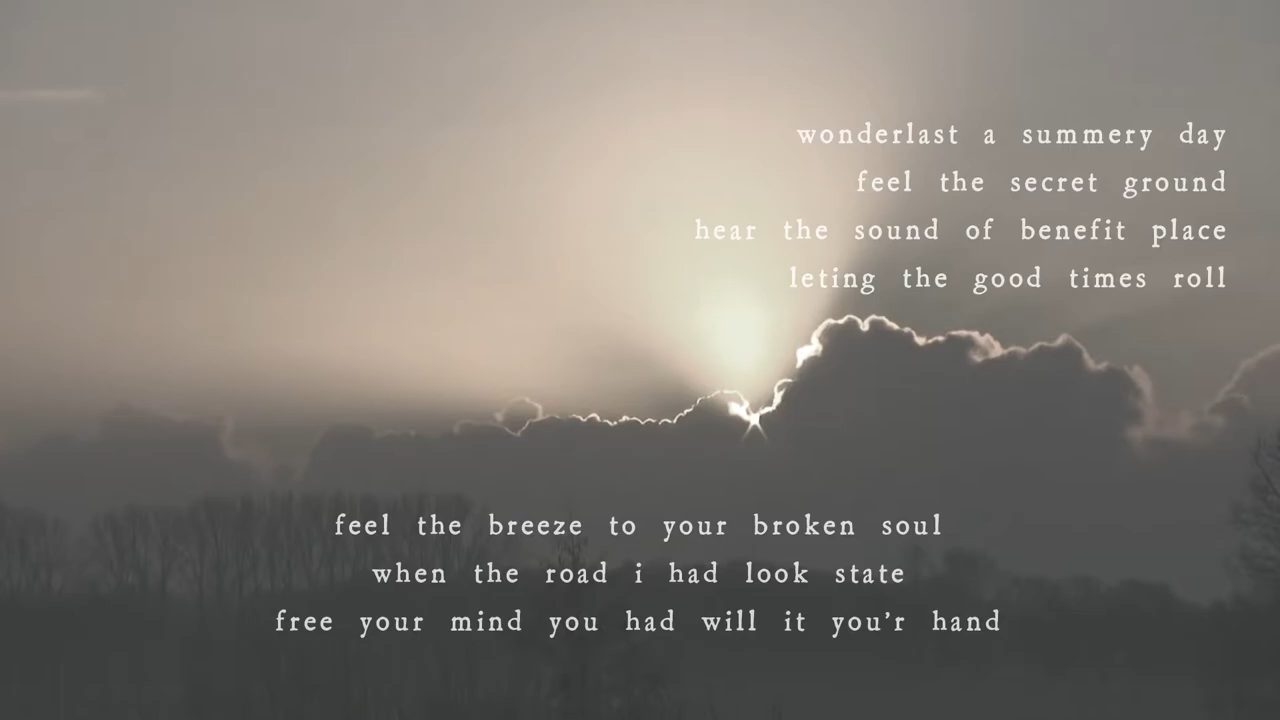 wonderlast a summery day
feel the secret ground
hear the sound of benefit place
leting the good times roll
feel the breeze to your broken soul
when the road i had look state
free your mind you had will it you'r hand